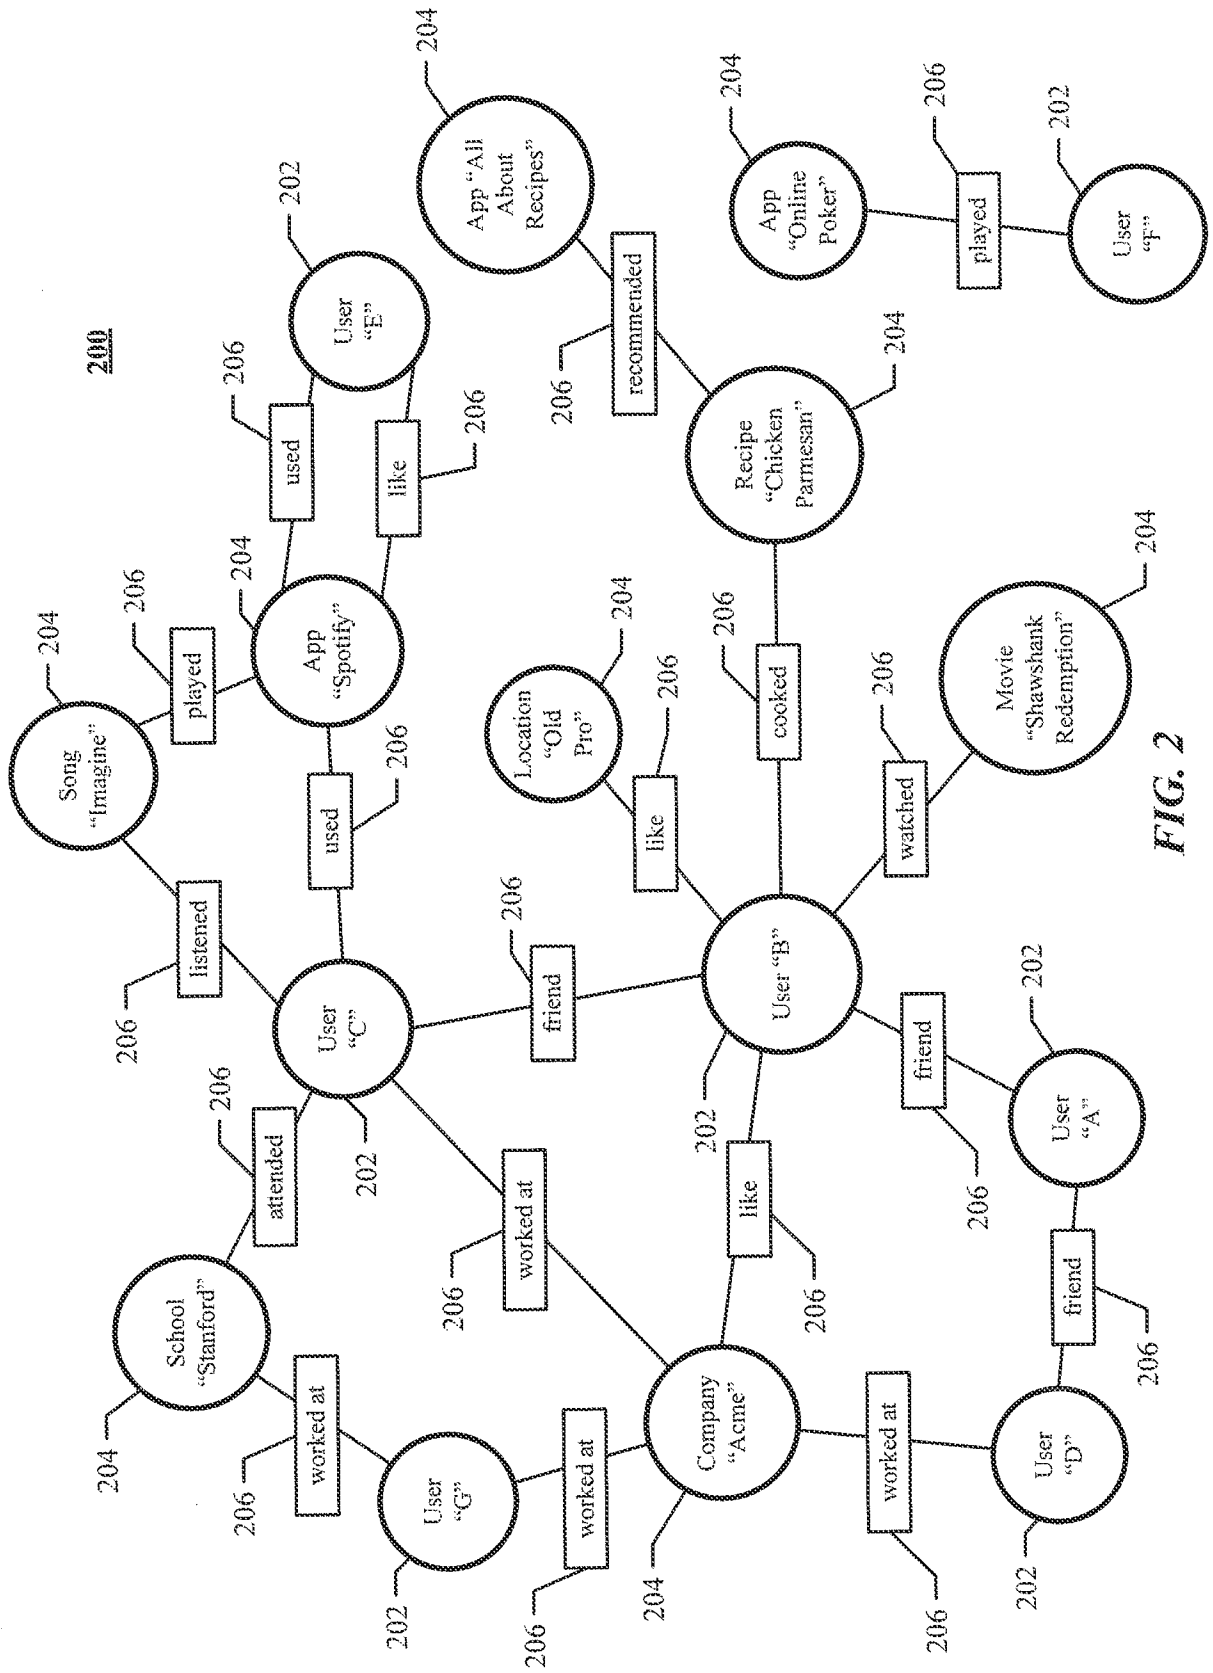 200
204
School
“Stanford”
206
attended
206
listened
204
Song
“Imagine”
206
played
206
worked at
202
User
“G”
202
User
“C”
206
used
204
App
“Spotify”
206
used
206
like
202
User
“E”
206
worked at
206
worked at
206
friend
204
Location
“Old
Pro”
206
like
204
App “All
About
Recipes”
206
recommended
204
Company
“Acme”
206
like
202
User “B”
206
cooked
204
Recipe
“Chicken
Parmesan”
204
App
“Online
Poker”
206
worked at
206
friend
206
watched
206
played
202
User
“D”
206
friend
202
User
“A”
204
Movie
“Shawshank
Redemption”
202
User
“F”
FIG. 2